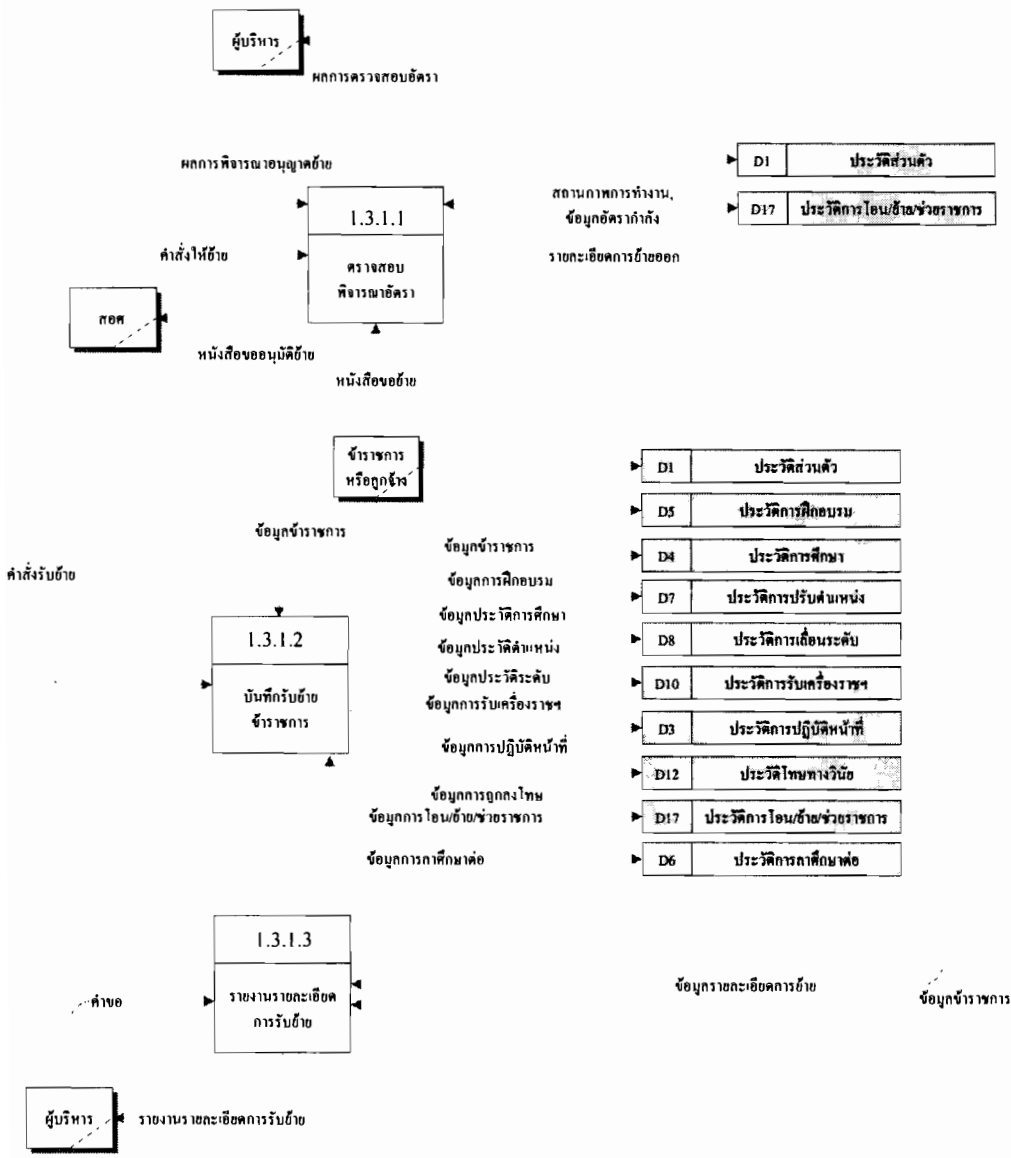 ผู้บริหาร
ผลการตรวจสอบอัตรา
ผลการพิจารณาอนุญาตย้าย
D1 ประวัติส่วนตัว
สถานภาพการทำงาน,
ข้อมูลอัตรากำลัง
D17 ประวัติการโอน/ย้าย/ช่วยราชการ
1.3.1.1
คำสั่งให้ย้าย
รายละเอียดการย้ายออก
ตรวจสอบ
พิจารณาอัตรา
สอศ
หนังสือขออนุมัติย้าย
หนังสือขอย้าย
ข้าราชการ
หรือลูกจ้าง
D1 ประวัติส่วนตัว
D5 ประวัติการฝึกอบรม
ข้อมูลข้าราชการ
ข้อมูลข้าราชการ
D4 ประวัติการศึกษา
คำสั่งรับย้าย
ข้อมูลการฝึกอบรม
D7 ประวัติการปรับตำแหน่ง
ข้อมูลประวัติการศึกษา
1.3.1.2
ข้อมูลประวัติตำแหน่ง
D8 ประวัติการเลื่อนระดับ
ข้อมูลประวัติระดับ
D10 ประวัติการรับเครื่องราชฯ
บันทึกรับย้าย
ข้าราชการ
ข้อมูลการรับเครื่องราชฯ
D3 ประวัติการปฏิบัติหน้าที่
ข้อมูลการปฏิบัติหน้าที่
D12 ประวัติโทษทางวินัย
ข้อมูลการถูกลงโทษ
ข้อมูลการโอน/ย้าย/ช่วยราชการ
D17 ประวัติการโอน/ย้าย/ช่วยราชการ
ข้อมูลการลาศึกษาต่อ
D6 ประวัติการลาศึกษาต่อ
1.3.1.3
ข้อมูลรายละเอียดการย้าย
ข้อมูลข้าราชการ
คำขอ
รายงานรายละเอียด
การรับย้าย
ผู้บริหาร
รายงานรายละเอียดการรับย้าย